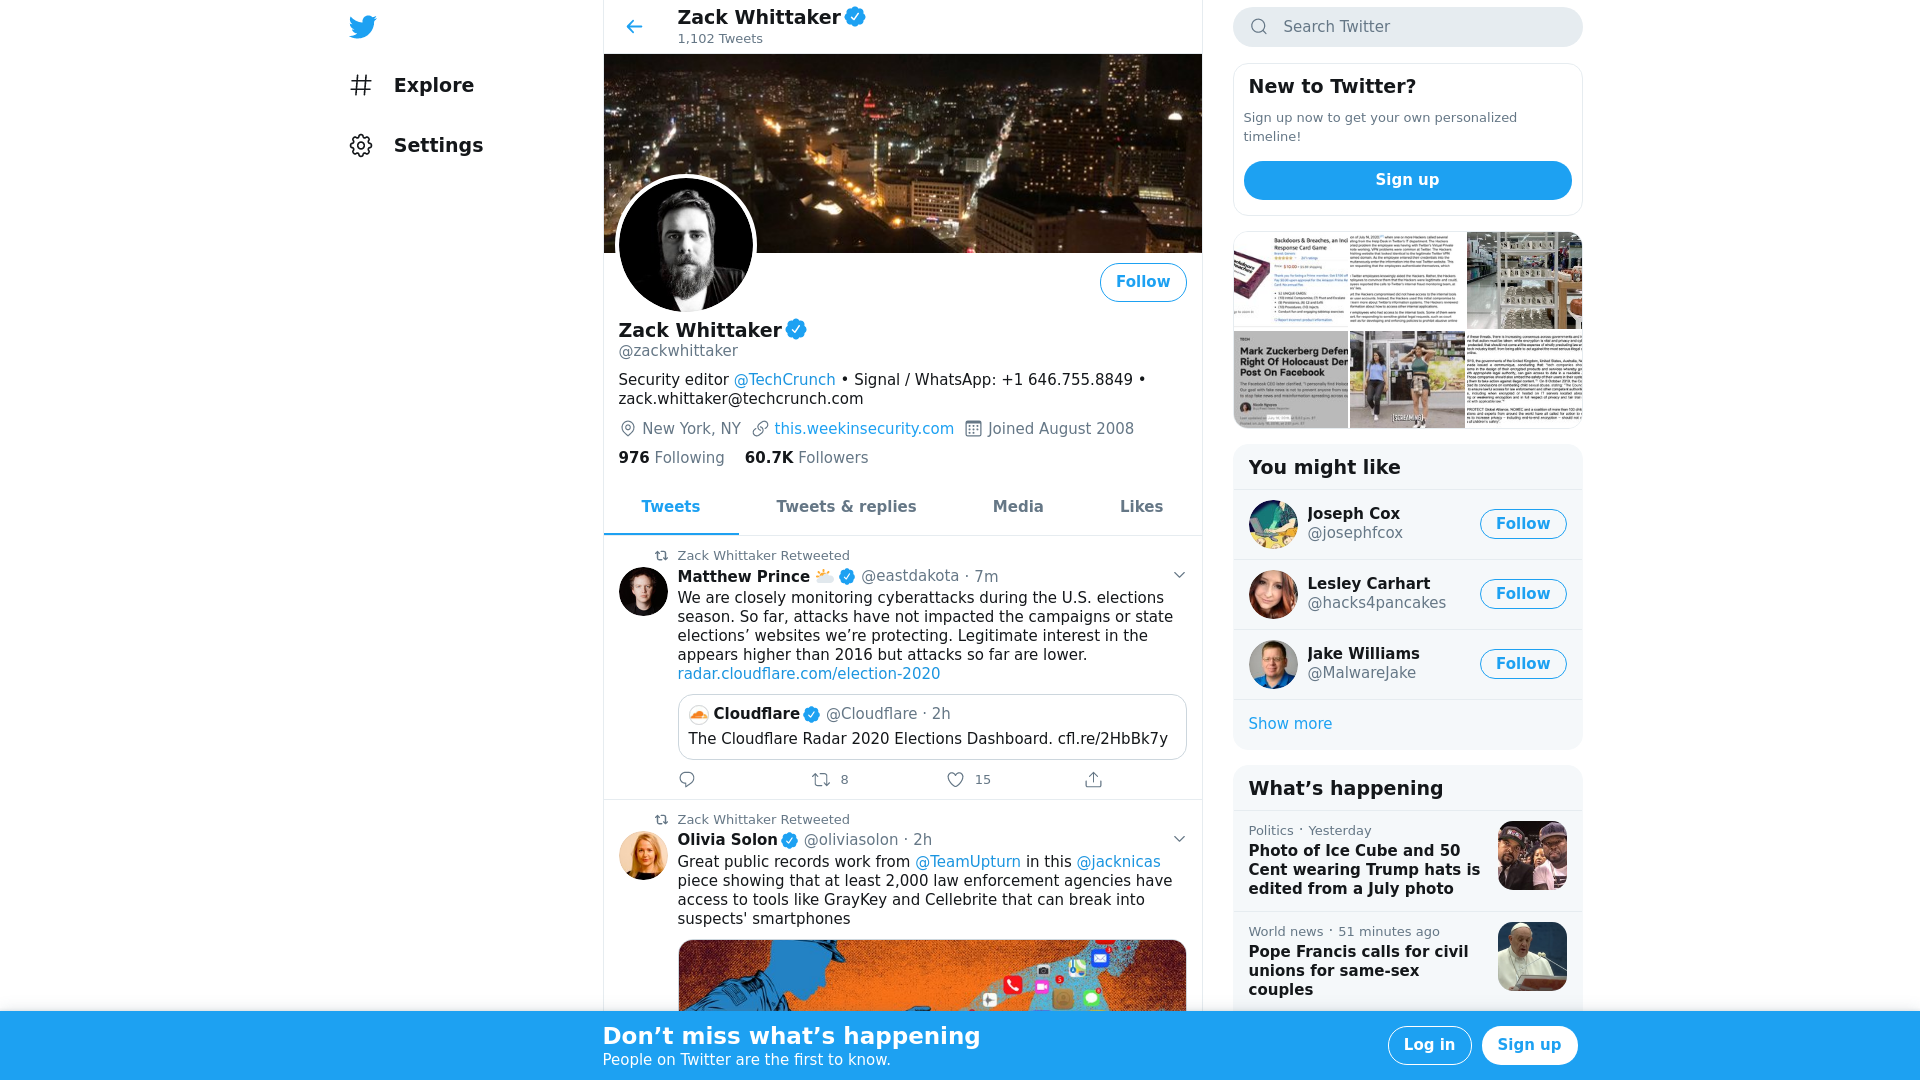 Explore
Settings
Zack Whittaker
1,102 Tweets
Follow
Zack Whittaker
@zackwhittaker
Security editor @TechCrunch • Signal / WhatsApp: +1 646.755.8849 •
zack.whittaker@techcrunch.com
New York, NY this.weekinsecurity.com Joined August 2008
976 Following 60.7K Followers
Tweets Tweets & replies Media Likes
Zack Whittaker Retweeted
Matthew Prince @eastdakota · 7m
We are closely monitoring cyberattacks during the U.S. elections
season. So far, attacks have not impacted the campaigns or state
elections’ websites we’re protecting. Legitimate interest in the
appears higher than 2016 but attacks so far are lower.
radar.cloudflare.com/election-2020
Cloudflare @Cloudflare · 2h
The Cloudflare Radar 2020 Elections Dashboard. cfl.re/2HbBk7y
8 15
Zack Whittaker Retweeted
Olivia Solon @oliviasolon · 2h
Great public records work from @TeamUpturn in this @jacknicas
piece showing that at least 2,000 law enforcement agencies have
access to tools like GrayKey and Cellebrite that can break into
suspects' smartphones
Search Twitter
New to Twitter?
Sign up now to get your own personalized
timeline!
Sign up
Backdoors & Breaches, an Inc
Response Card Game
Mark Zuckerberg Defen
Right Of Holocaust Den
Post On Facebook
[SCREAMING]
You might like
Joseph Cox
@josephfcox
Follow
Lesley Carhart
@hacks4pancakes
Follow
Jake Williams
@MalwareJake
Follow
Show more
What’s happening
Politics · Yesterday
Photo of Ice Cube and 50
Cent wearing Trump hats is
edited from a July photo
World news · 51 minutes ago
Pope Francis calls for civil
unions for same-sex
couples
Don’t miss what’s happening
People on Twitter are the first to know.
Log in
Sign up